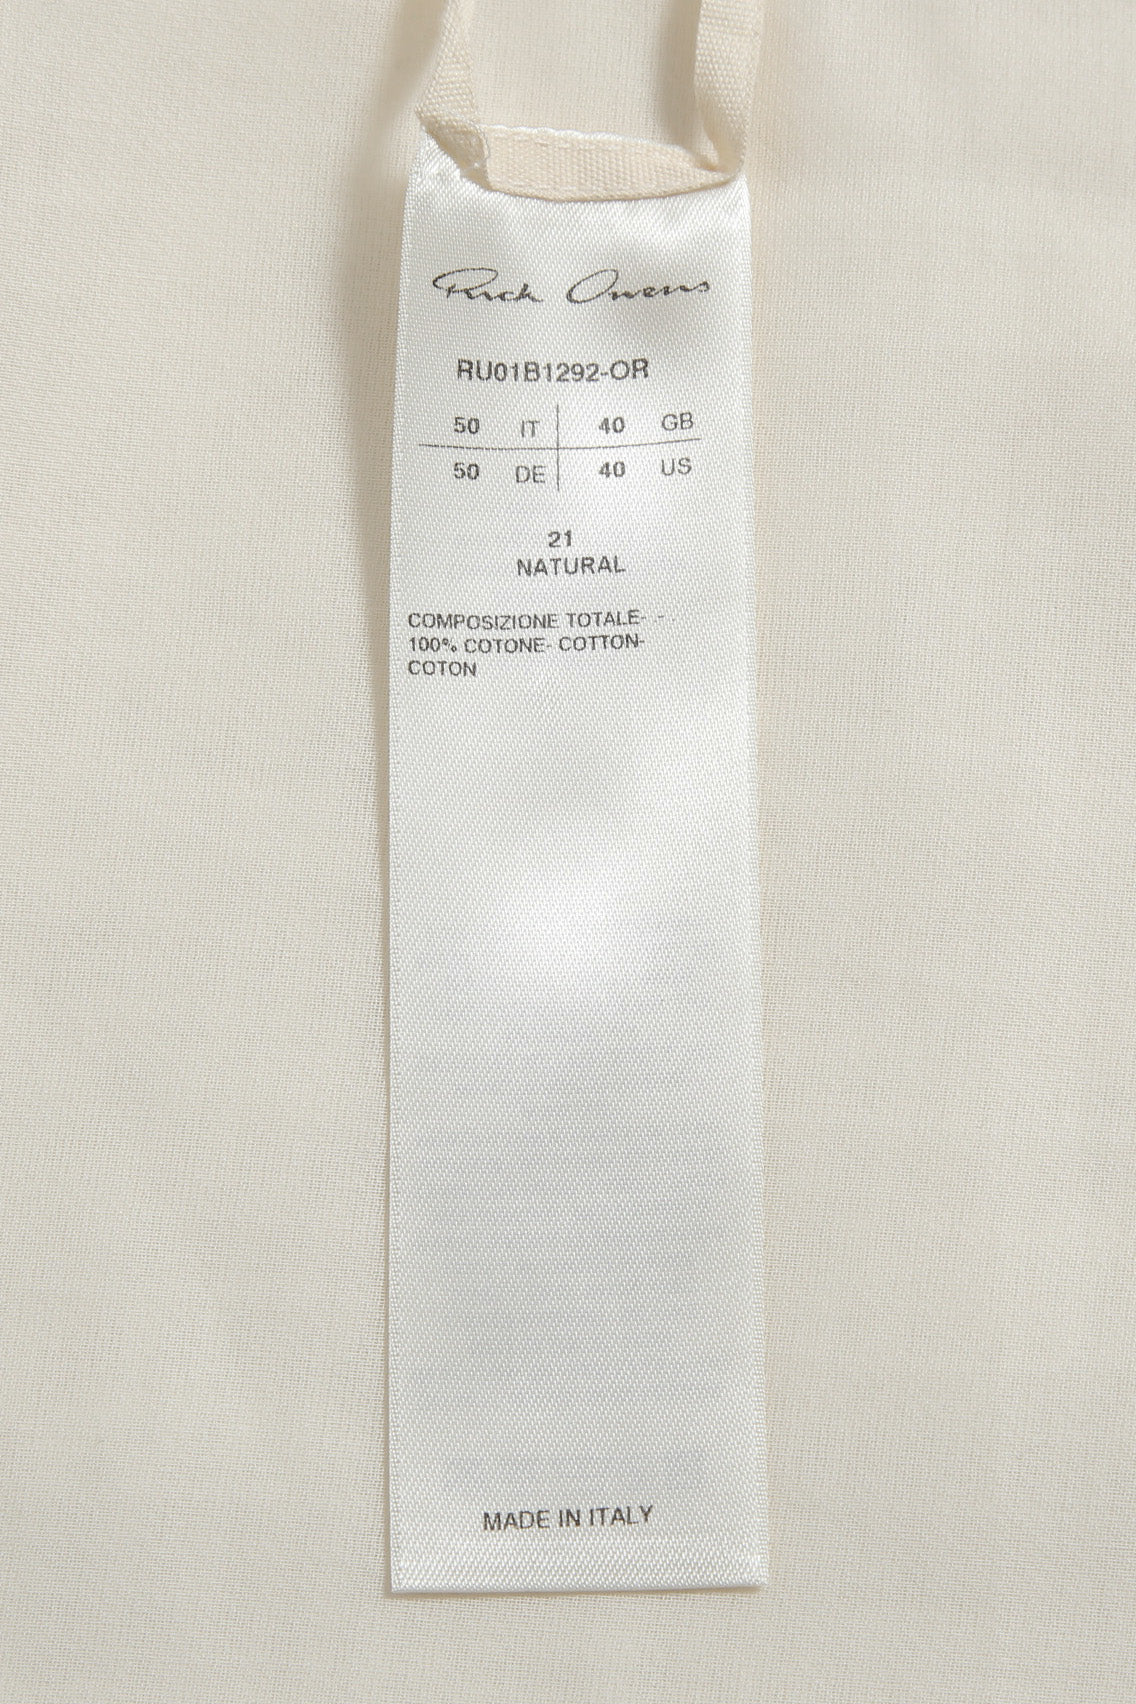 Rick Owens
RU01B1292-OR
50 IT 40 GB
50 DE 40 US
21
NATURAL
COMPOSIZIONE TOTALE- - .
100% COTONE- COTTON-
COTON
MADE IN ITALY